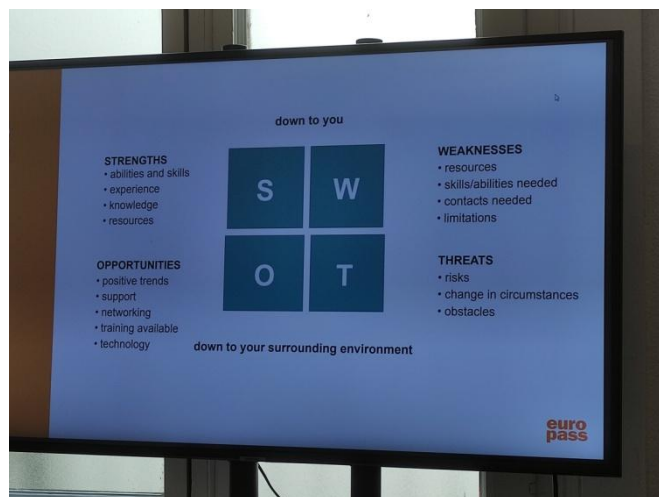 down to you
STRENGTHS
• abilities and skills
• experience
• knowledge
• resources
S
W
WEAKNESSES
• resources
• skills/abilities needed
• contacts needed
• limitations
OPPORTUNITIES
• positive trends
• support
• networking
• training available
• technology
O
T
THREATS
• risks
• change in circumstances
• obstacles
down to your surrounding environment
euro
pass